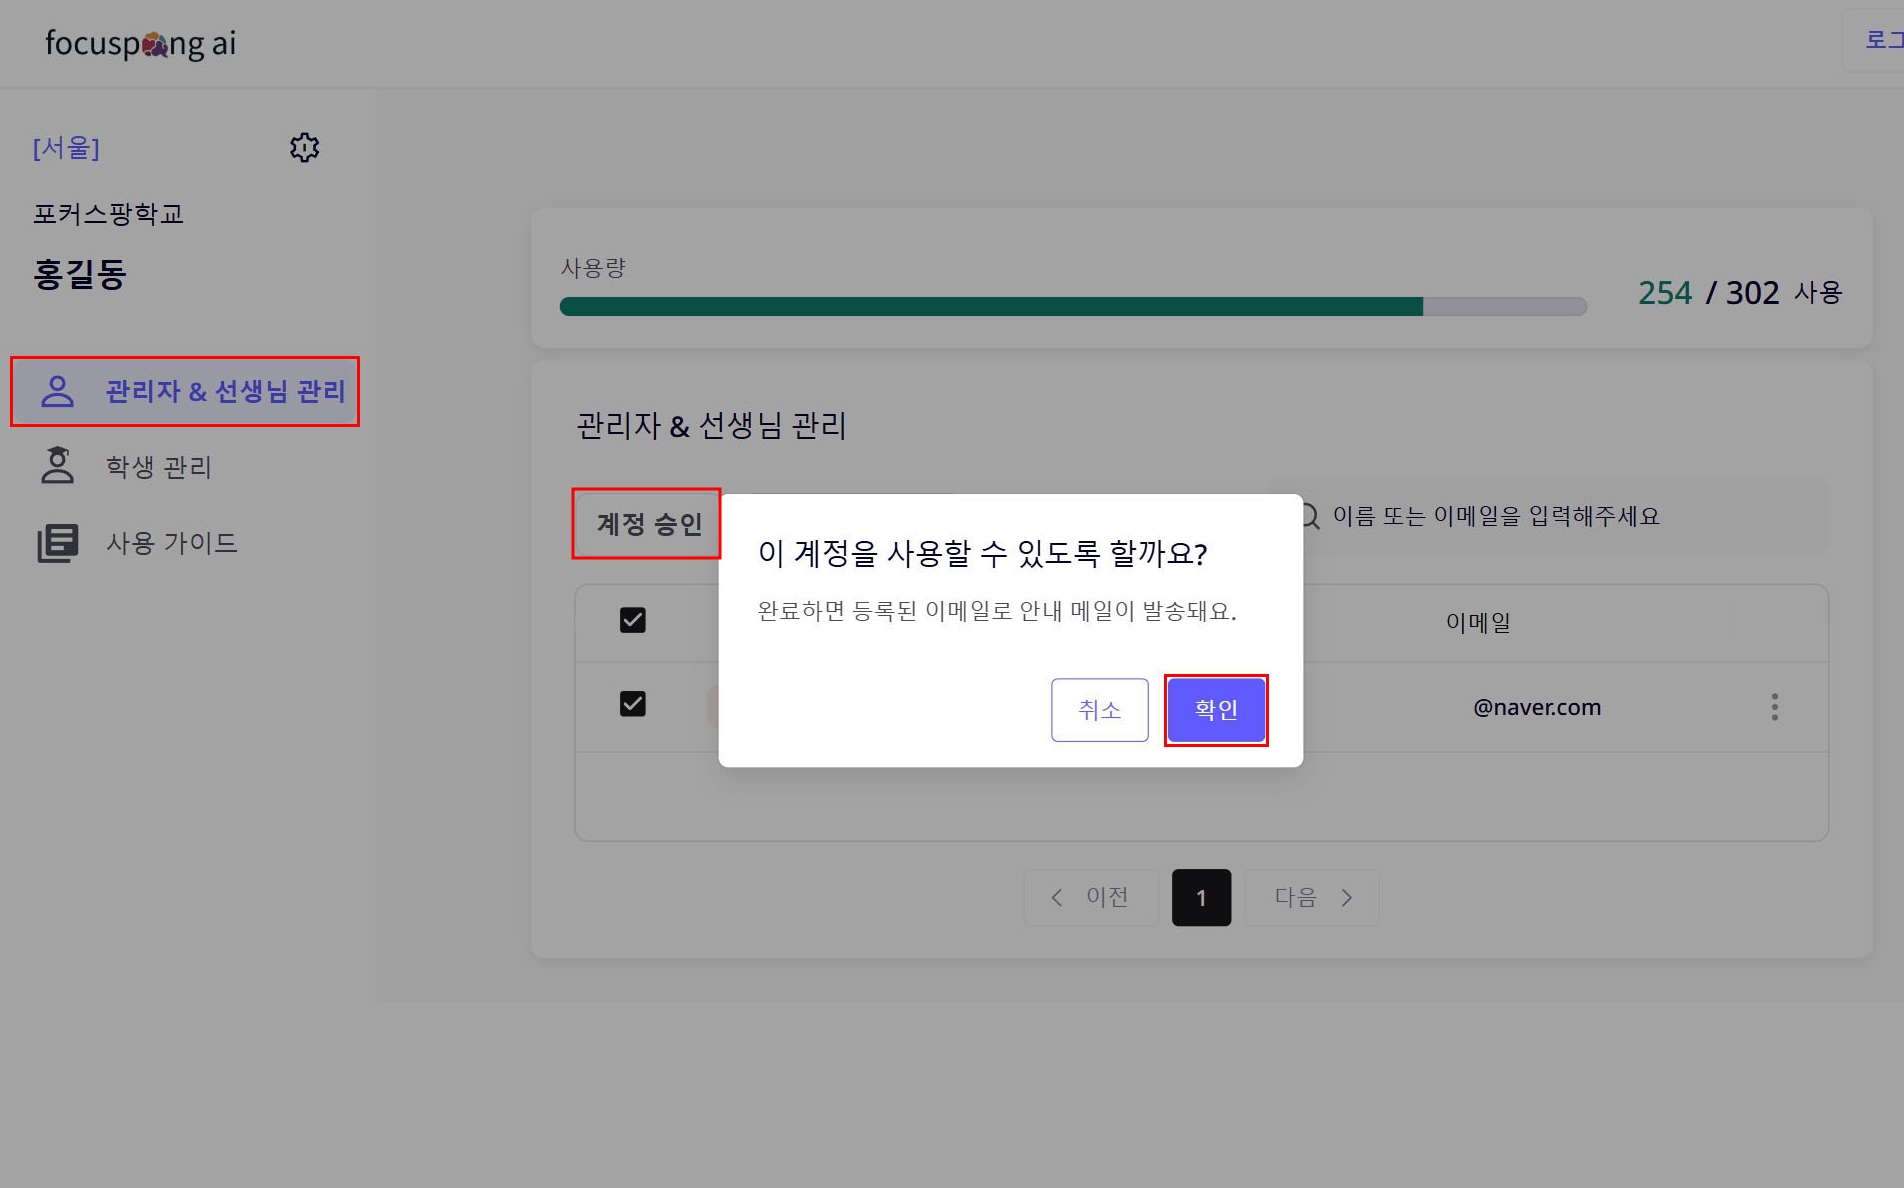 focuspang ai
로그
[서울]
포커스팡학교
홍길동
관리자 & 선생님 관리
학생 관리
사용 가이드
사용량
254 / 302 사용
관리자 & 선생님 관리
계정 승인
이름 또는 이메일을 입력해주세요
이 계정을 사용할 수 있도록 할까요?
완료하면 등록된 이메일로 안내 메일이 발송돼요.
취소
확인
이메일
@naver.com
이전
1
다음